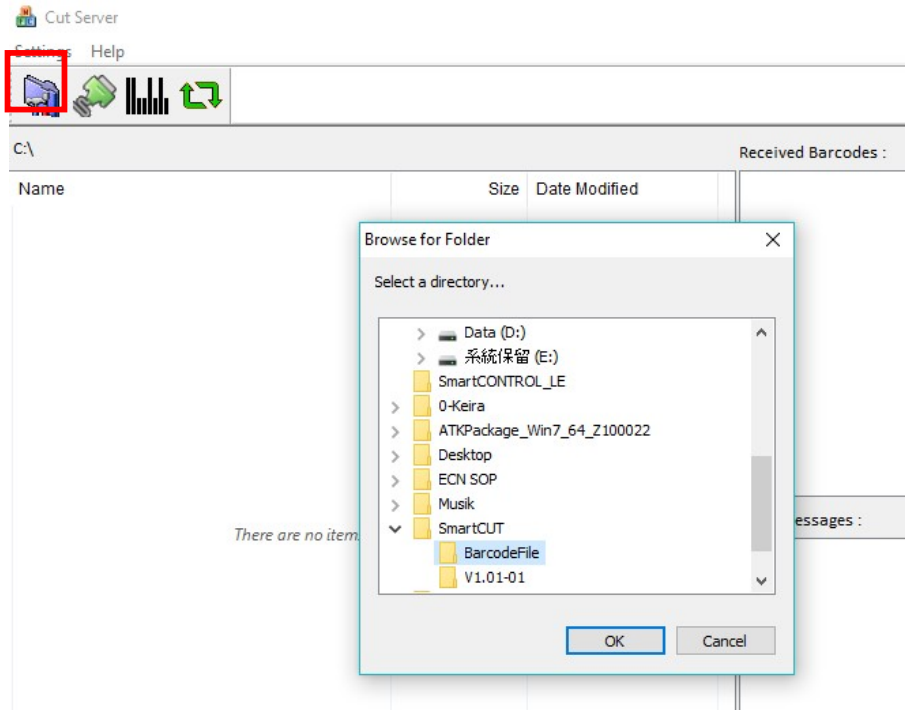 Cut Server
Settings Help
C:\
Received Barcodes :
Name Size Date Modified
Browse for Folder
Select a directory...
Data (D:)
系統保留 (E:)
SmartCONTROL_LE
0-Keira
ATKPackage_Win7_64_Z100022
Desktop
ECN SOP
Musik
SmartCUT
BarcodeFile
V1.01-01
There are no item
essages :
OK Cancel